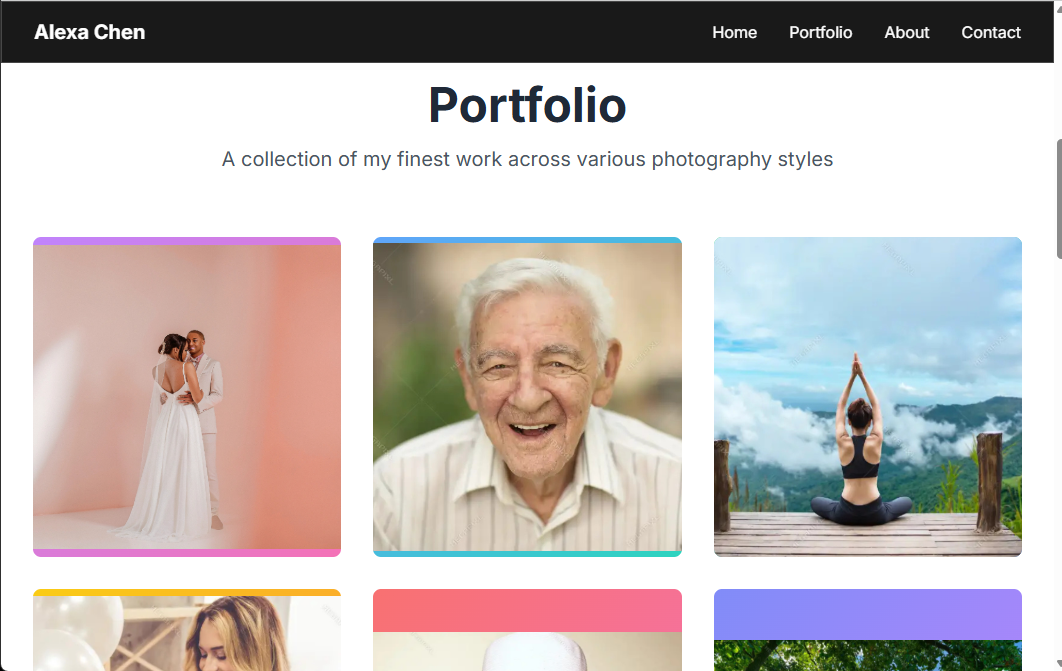 Alexa Chen
Home Portfolio About Contact
Portfolio
A collection of my finest work across various photography styles